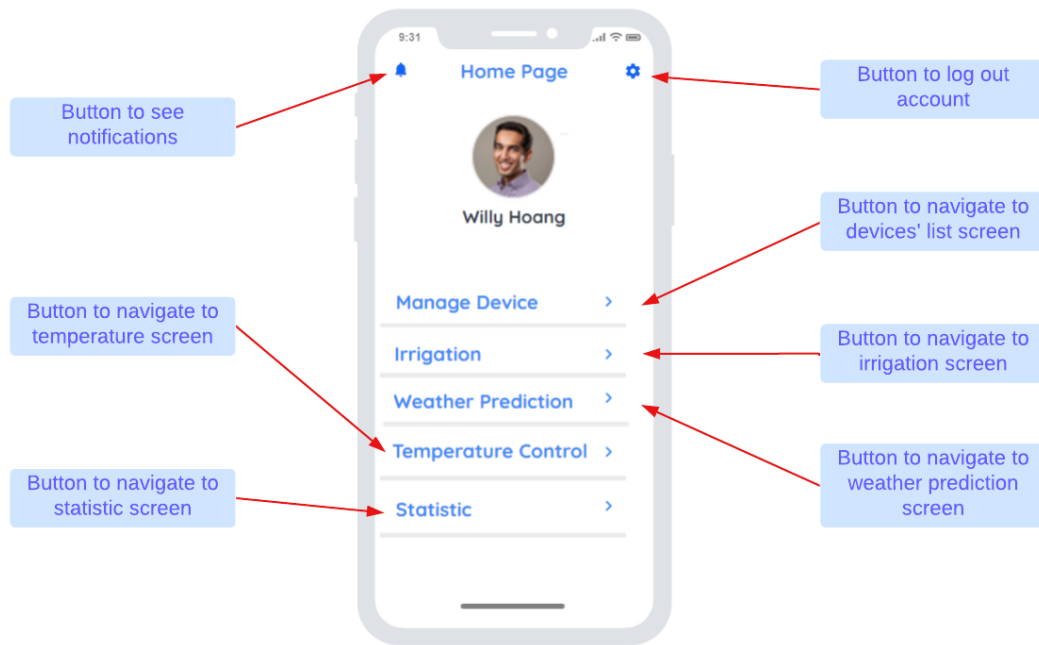 9:31
Home Page
Button to see
notifications
Button to log out
account
Willy Hoang
Button to navigate to
devices' list screen
Manage Device
Button to navigate to
temperature screen
Irrigation
Button to navigate to
irrigation screen
Weather Prediction
Temperature Control
Button to navigate to
weather prediction
screen
Button to navigate to
statistic screen
Statistic